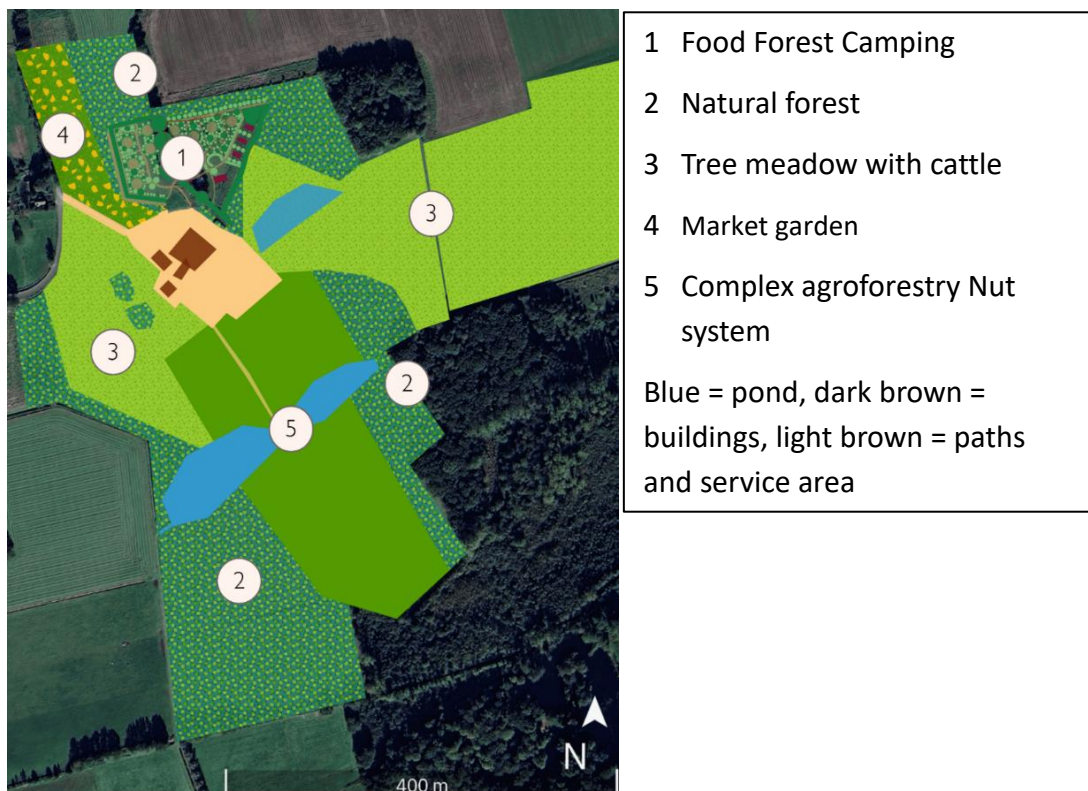 2
4
1
3
3
2
5
2
N
400 m
1 Food Forest Camping
2 Natural forest
3 Tree meadow with cattle
4 Market garden
5 Complex agroforestry Nut
system
Blue = pond, dark brown =
buildings, light brown = paths
and service area